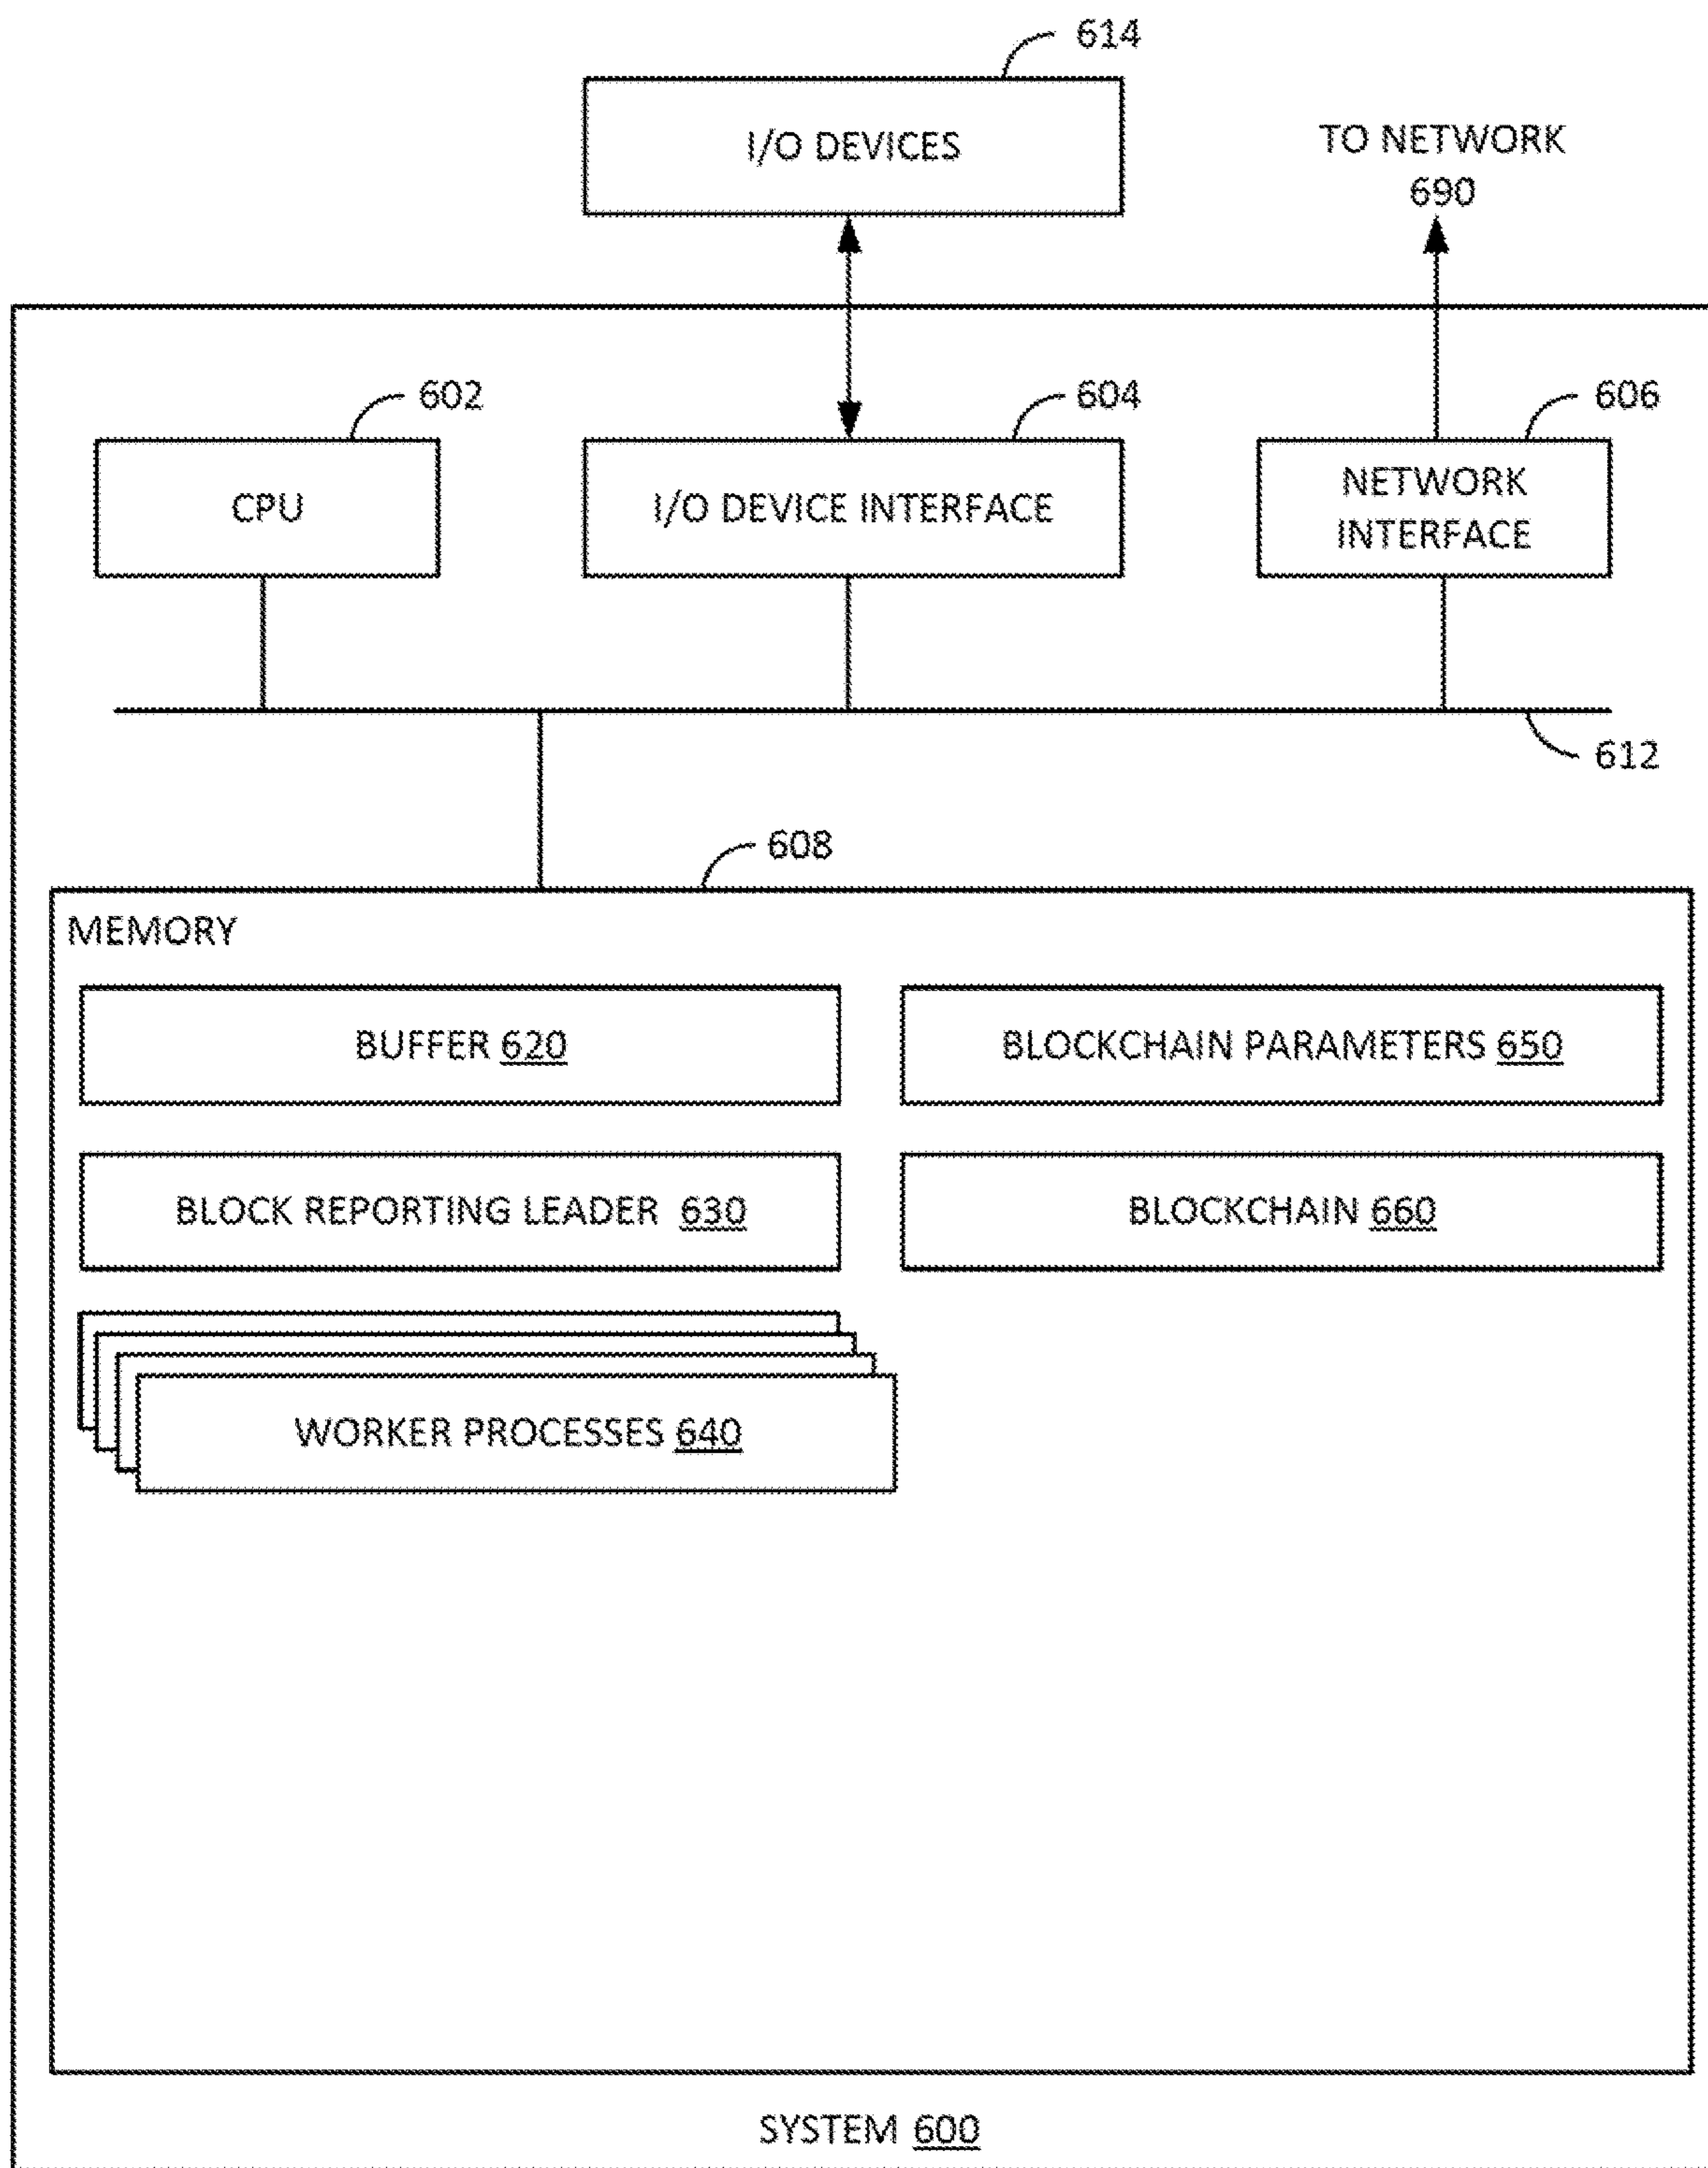 614
I/O DEVICES
TO NETWORK
690
602
604
606
CPU
I/O DEVICE INTERFACE
NETWORK
INTERFACE
612
608
MEMORY
BUFFER 620
BLOCKCHAIN PARAMETERS 650
BLOCK REPORTING LEADER 630
BLOCKCHAIN 660
WORKER PROCESSES 640
SYSTEM 600